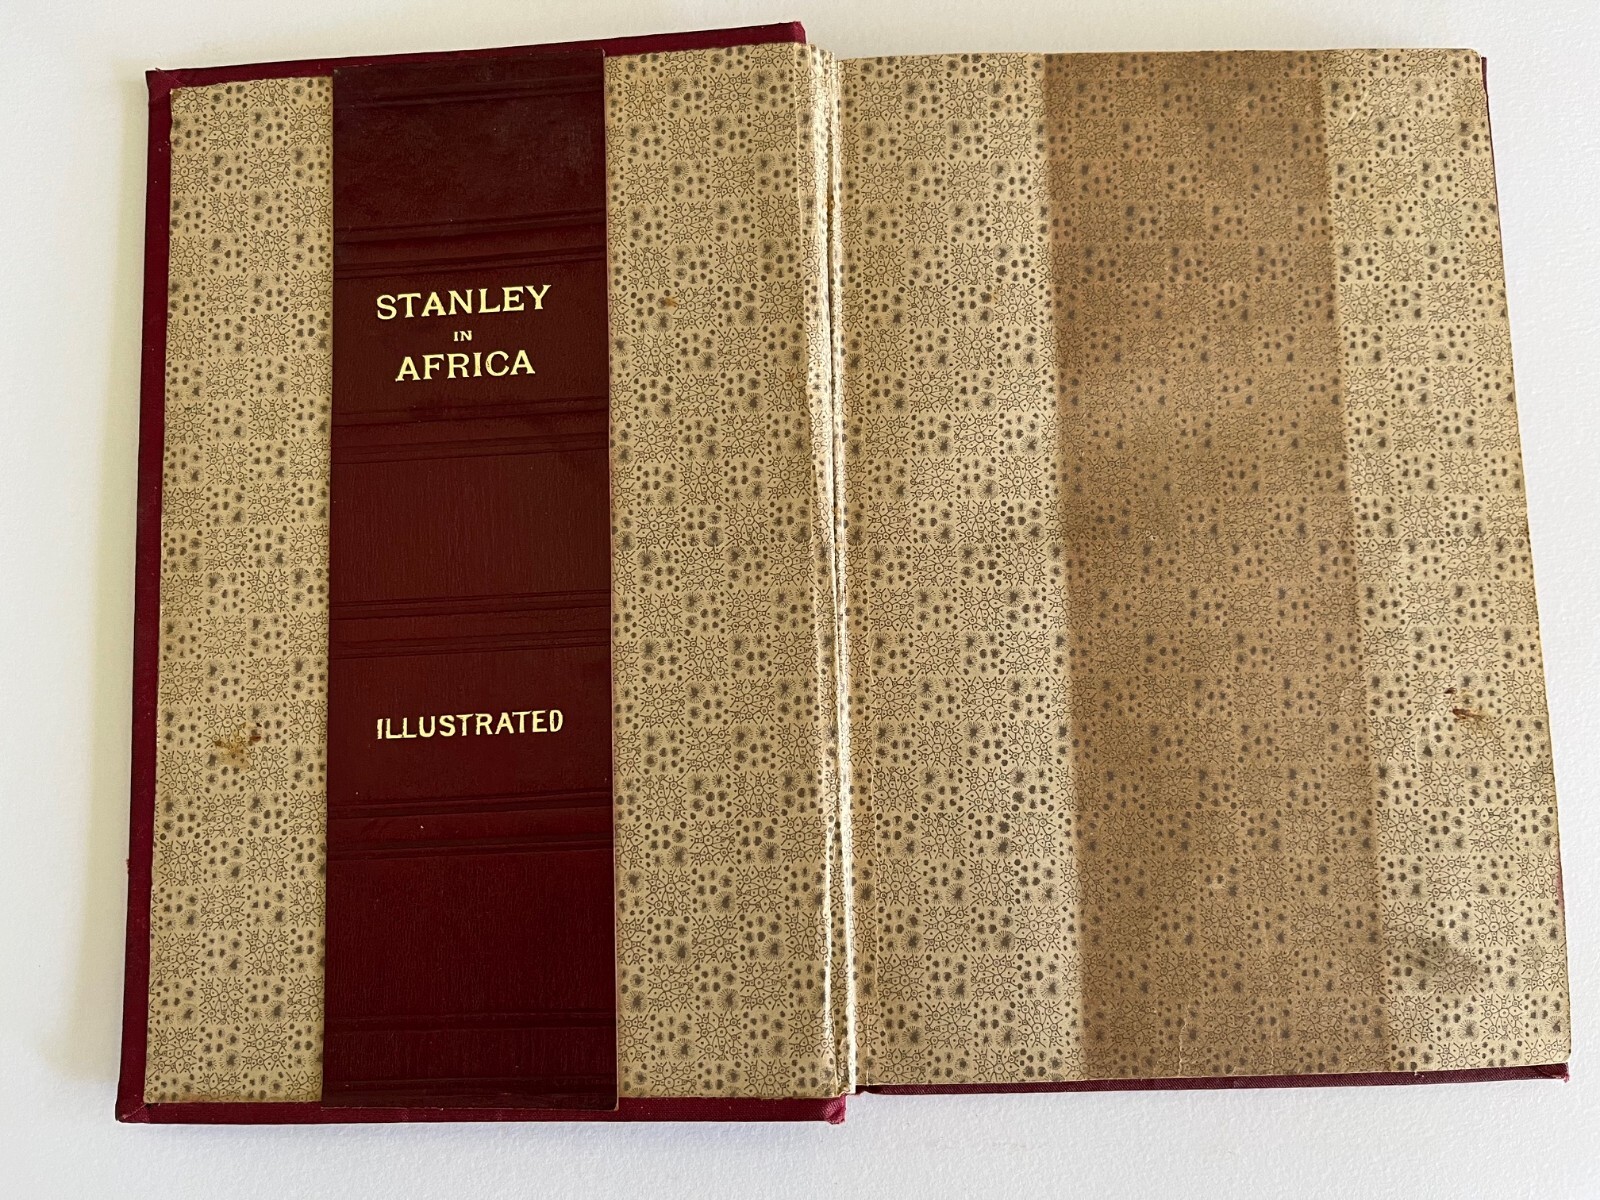 STANLEY
IN
AFRICA
ILLUSTRATED